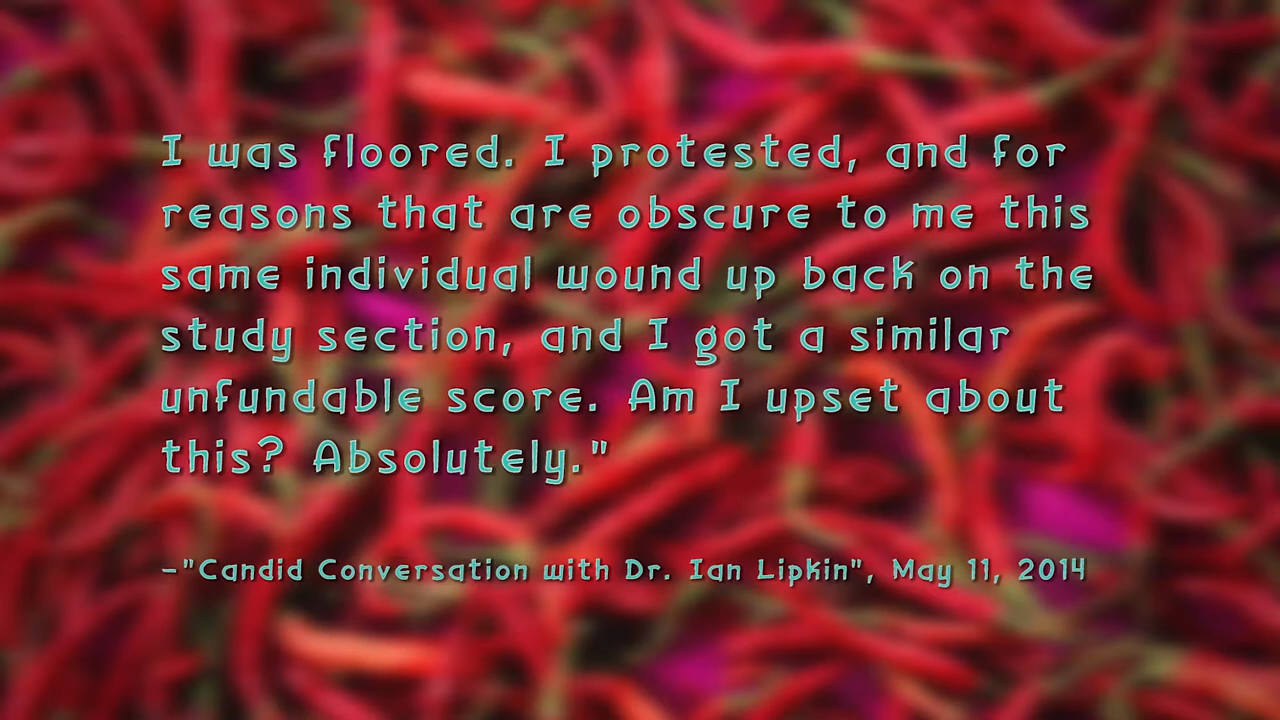 I was floored. I protested, and for
reasons that are obscure to me this
same individual wound up back on the
study section, and I got a similar
unfundable score. Am I upset about
this? Absolutely."
-"Candid Conversation with Dr. Ian Lipkin", May 11, 2014